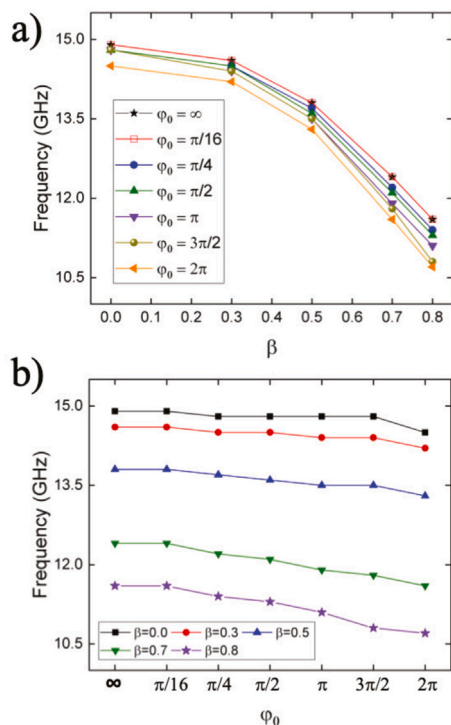 a)
15.0
13.5
12.0
10.5
Frequency (GHz)
φ₀ = ∞
φ₀ = π/16
φ₀ = π/4
φ₀ = π/2
φ₀ = π
φ₀ = 3π/2
φ₀ = 2π
0.0 0.1 0.2 0.3 0.4 0.5 0.6 0.7 0.8
β
b)
15.0
13.5
12.0
10.5
Frequency (GHz)
β=0.0 β=0.3 β=0.5
β=0.7 β=0.8
∞ π/16 π/4 π/2 π 3π/2 2π
φ₀